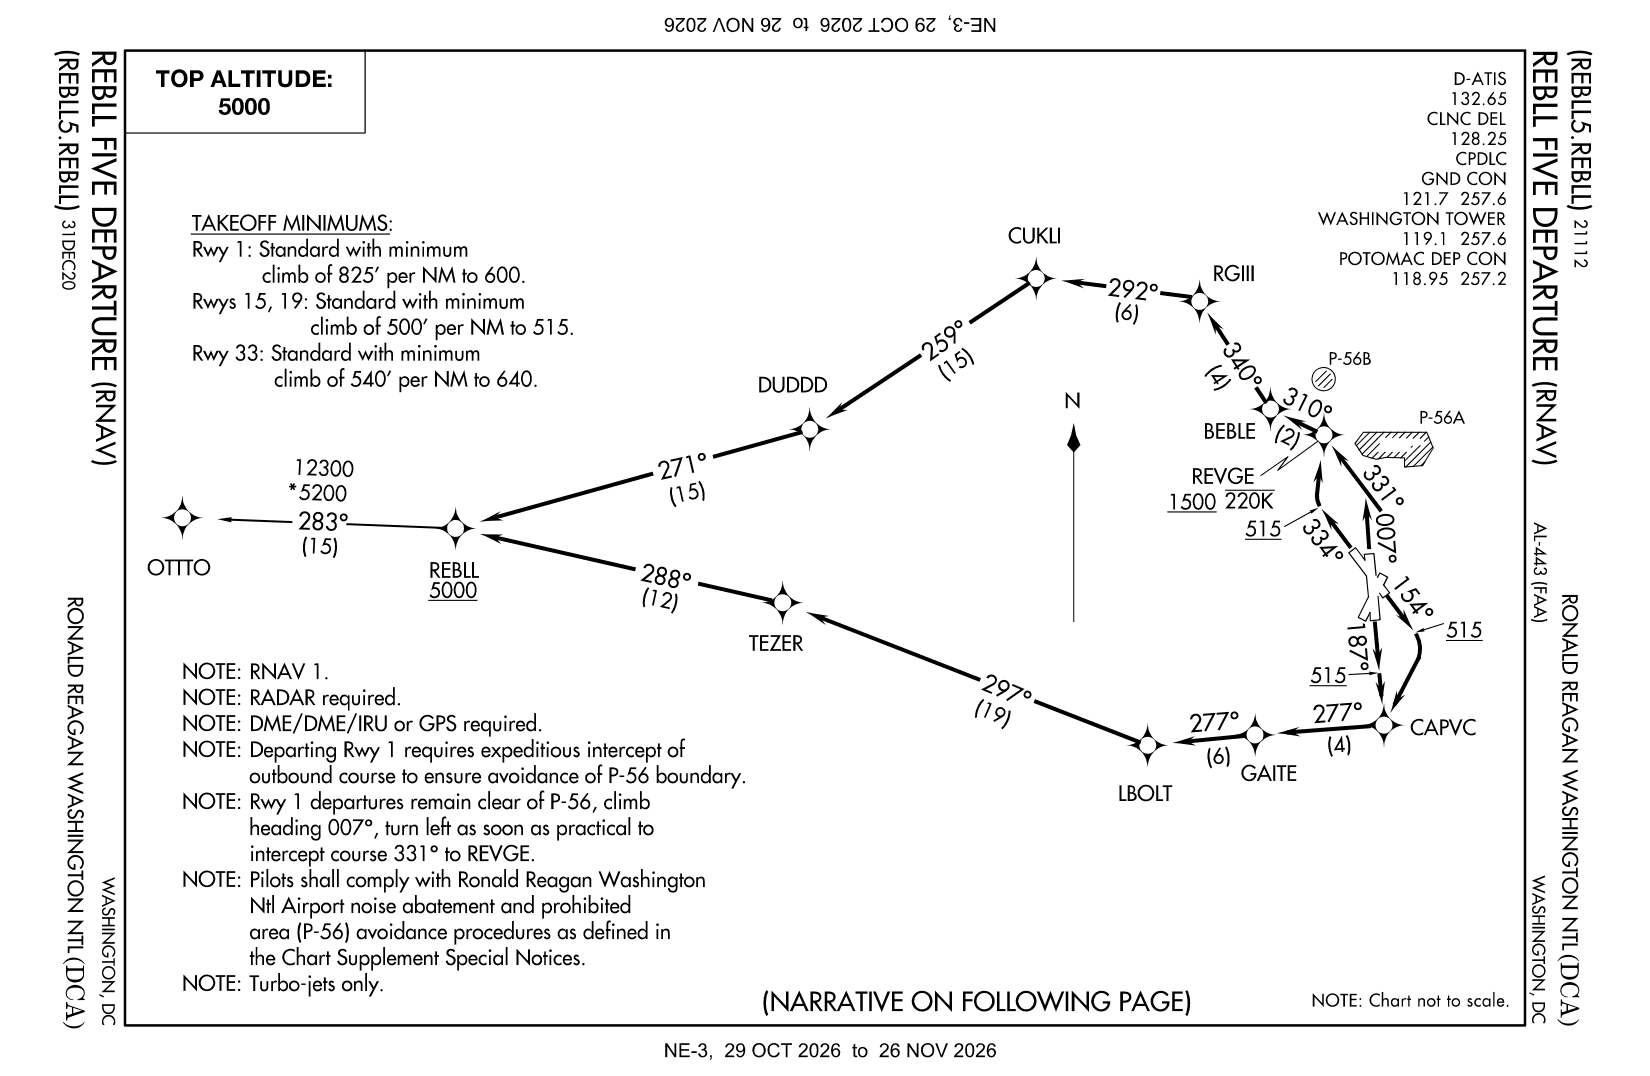 NE-3, 29 OCT 2026 to 26 NOV 2026
(REBLL5.REBLL) 31DEC20
REBLL FIVE DEPARTURE (RNAV)
RONALD REAGAN WASHINGTON NTL (DCA)
WASHINGTON, DC
TOP ALTITUDE:
5000
D-ATIS
132.65
CLNC DEL
128.25
CPDLC
GND CON
121.7 257.6
WASHINGTON TOWER
119.1 257.6
POTOMAC DEP CON
118.95 257.2
TAKEOFF MINIMUMS:
Rwy 1: Standard with minimum
climb of 825′ per NM to 600.
Rwys 15, 19: Standard with minimum
climb of 500′ per NM to 515.
Rwy 33: Standard with minimum
climb of 540′ per NM to 640.
CUKLI
RGIII
292°
(6)
259°
(15)
340°
(4)
P-56B
DUDDD
N
310°
(2)
BEBLE
P-56A
REVGE
1500 220K
515
331°
334°
007°
271°
(15)
12300
*5200
283°
(15)
OTTTO
REBLL
5000
288°
(12)
TEZER
154°
515
187°
515
297°
(19)
277°
(6)
277°
(4)
CAPVC
GAITE
LBOLT
NOTE: RNAV 1.
NOTE: RADAR required.
NOTE: DME/DME/IRU or GPS required.
NOTE: Departing Rwy 1 requires expeditious intercept of
outbound course to ensure avoidance of P-56 boundary.
NOTE: Rwy 1 departures remain clear of P-56, climb
heading 007°, turn left as soon as practical to
intercept course 331° to REVGE.
NOTE: Pilots shall comply with Ronald Reagan Washington
Ntl Airport noise abatement and prohibited
area (P-56) avoidance procedures as defined in
the Chart Supplement Special Notices.
NOTE: Turbo-jets only.
(NARRATIVE ON FOLLOWING PAGE)
NOTE: Chart not to scale.
(REBLL5.REBLL) 21112
REBLL FIVE DEPARTURE (RNAV)
AL-443 (FAA)
RONALD REAGAN WASHINGTON NTL (DCA)
WASHINGTON, DC
NE-3, 29 OCT 2026 to 26 NOV 2026